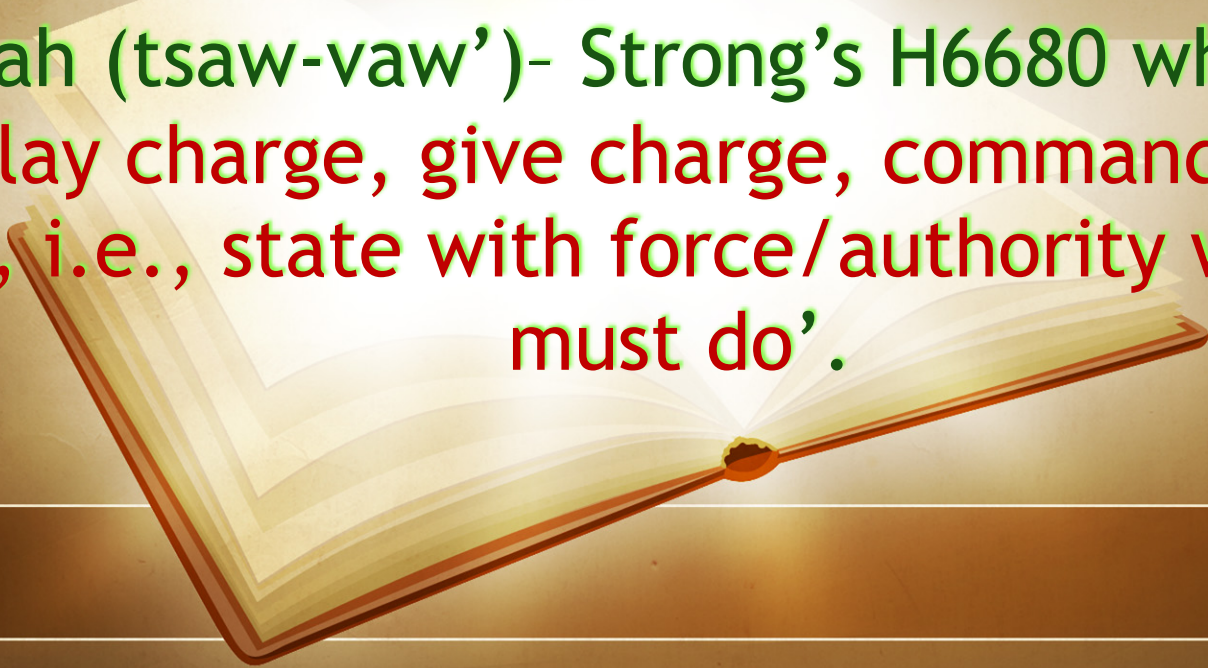 ah (tsaw-vaw’)– Strong’s H6680 wh
lay charge, give charge, command
, i.e., state with force/authority w
must do’.